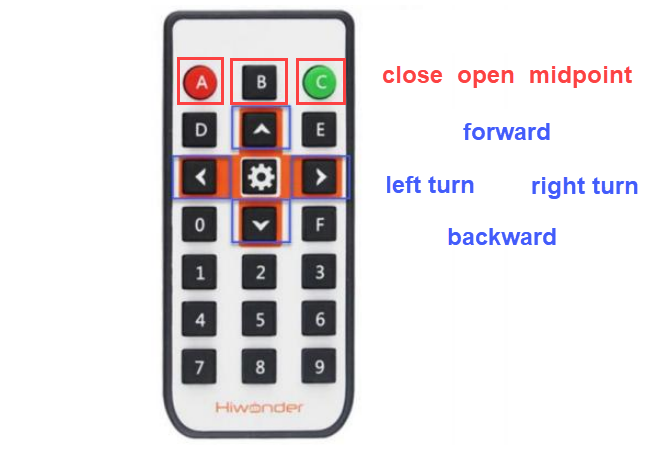 A B C close open midpoint
D E forward
left turn right turn
0 F backward
1 2 3
4 5 6
7 8 9
Hiwonder